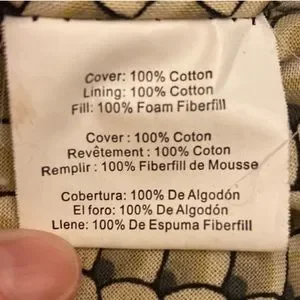 Cover: 100% Cotton
Lining: 100% Cotton
Fill: 100% Foam Fiberfill
Cover : 100% Coton
Revêtement : 100% Coton
Remplir : 100% Fiberfill de Mousse
Cobertura: 100% De Algodón
El foro: 100% De Algodón
Llene: 100% De Espuma Fiberfill